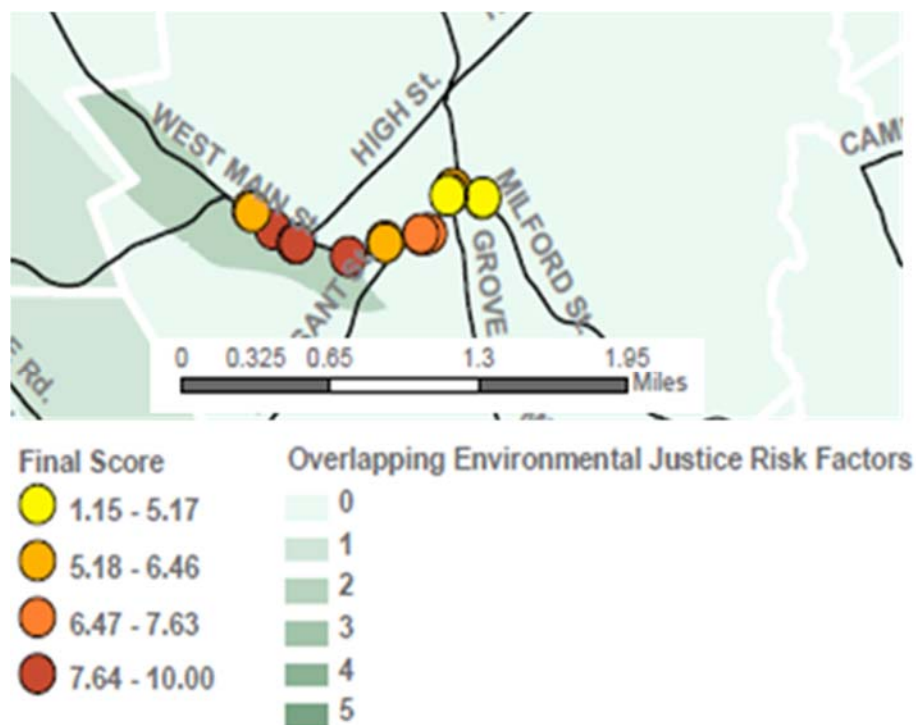 HIGH St.
WEST MAIN St.
CAM
MILFORD St.
GROVE
SANT St.
Rd.
0 0.325 0.65 1.3 1.95
Miles
Final Score
1.15 - 5.17
5.18 - 6.46
6.47 - 7.63
7.64 - 10.00
Overlapping Environmental Justice Risk Factors
0
1
2
3
4
5